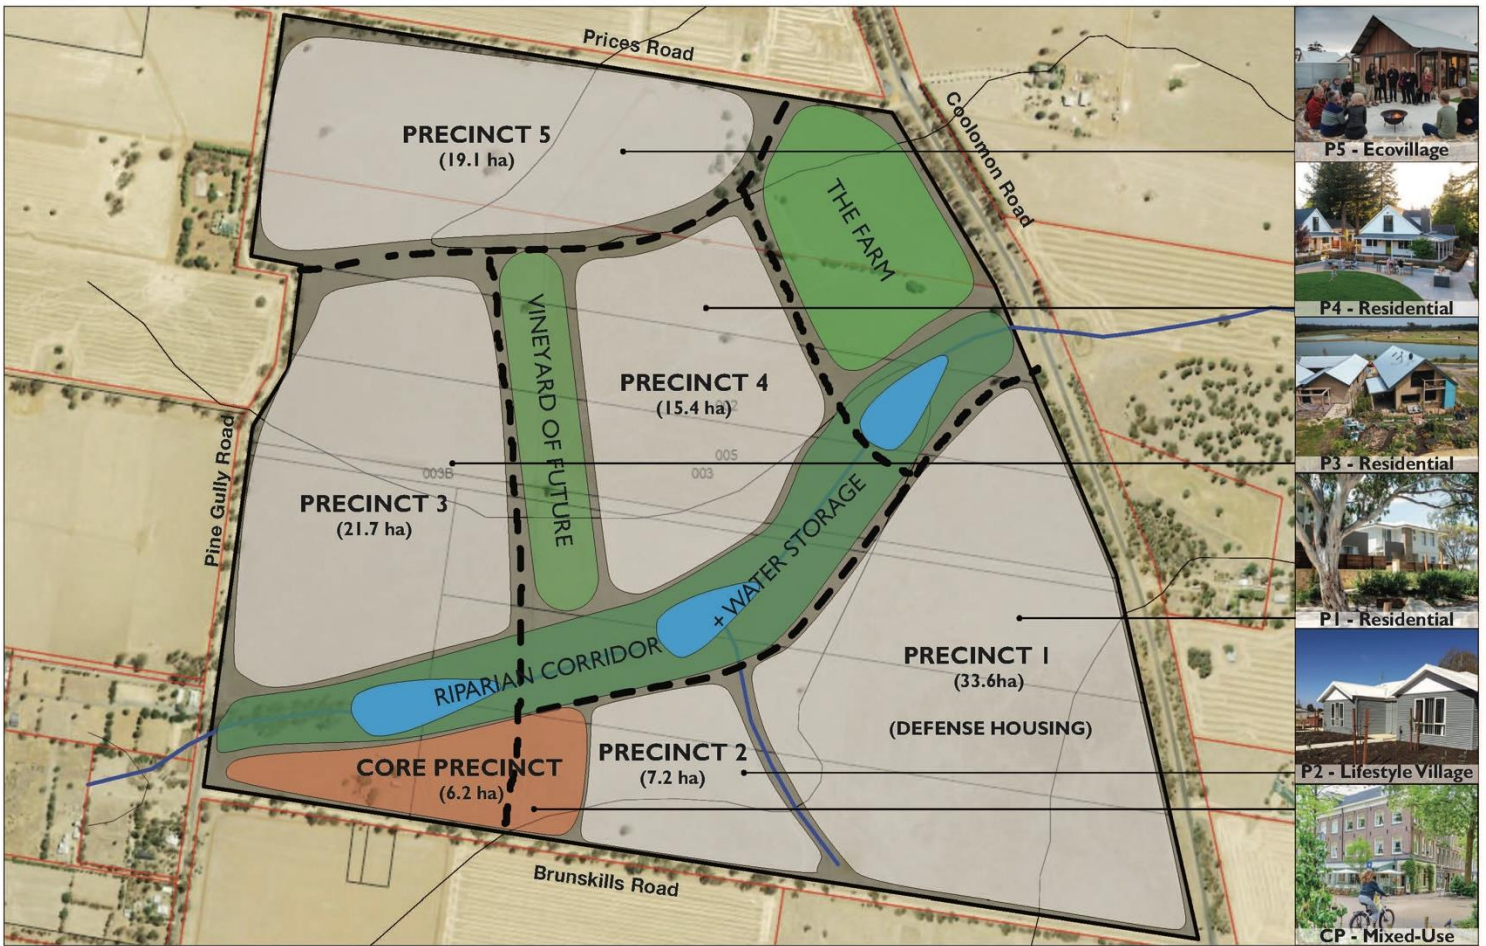 Prices Road
Coolomon Road
PRECINCT 5
(19.1 ha)
THE FARM
VINEYARD OF FUTURE
PRECINCT 4
(15.4 ha)
005
003
003B
PRECINCT 3
(21.7 ha)
Pine Gully Road
RIPARIAN CORRIDOR
+ WATER STORAGE
PRECINCT 1
(33.6ha)
(DEFENSE HOUSING)
PRECINCT 2
(7.2 ha)
CORE PRECINCT
(6.2 ha)
Brunskills Road
P5 - Ecovillage
P4 - Residential
P3 - Residential
P1 - Residential
P2 - Lifestyle Village
CP - Mixed-Use